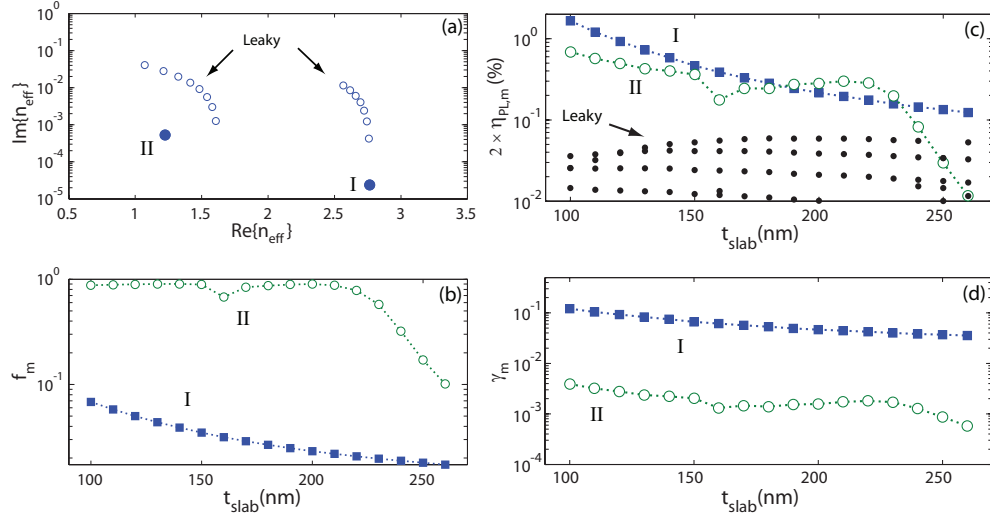 (a)
Leaky
II
I
Im{n_eff}
10^0
10^-1
10^-2
10^-3
10^-4
10^-5
0.5 1 1.5 2 2.5 3 3.5
Re{n_eff}
(c)
I
II
Leaky
2 × η_PL,m (%)
10^0
10^-1
10^-2
100 150 200 250
t_slab(nm)
(b)
II
I
f_m
10^0
10^-1
100 150 200 250
t_slab(nm)
(d)
I
II
γ_m
10^-1
10^-2
10^-3
10^-4
100 150 200 250
t_slab(nm)